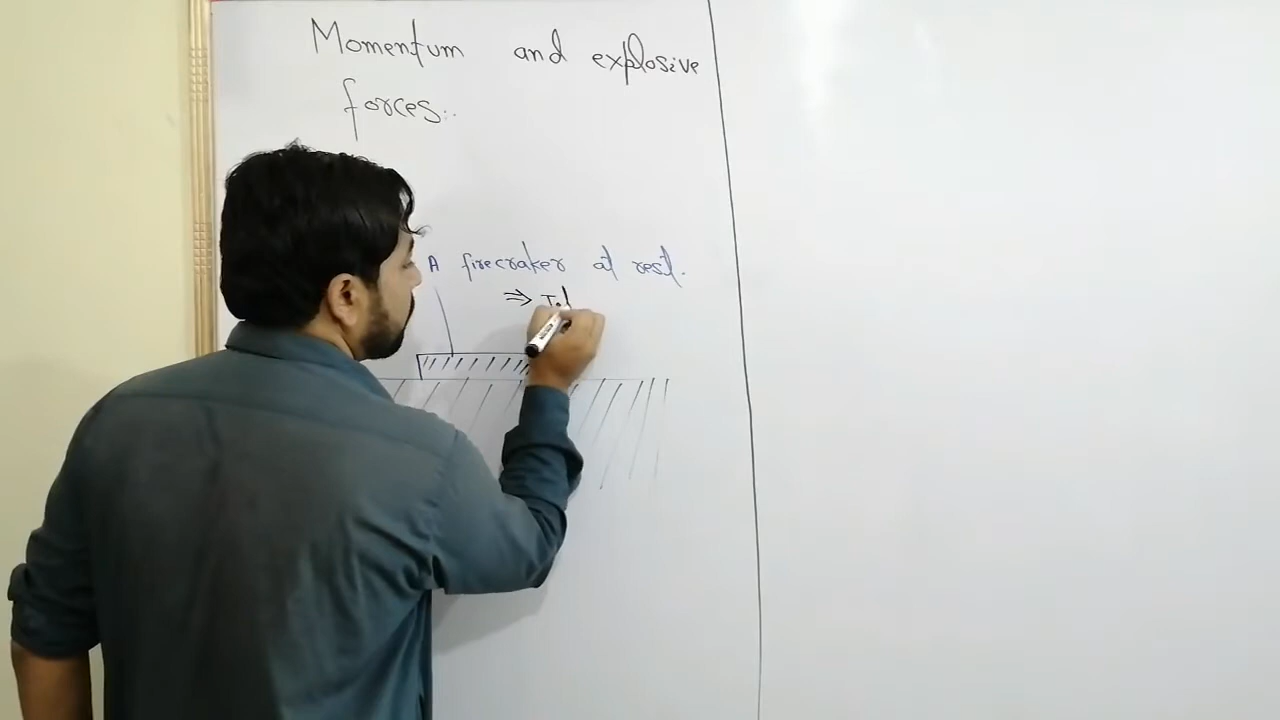 Momentum and explosive
forces:.
A firecraker at rest.
⇒